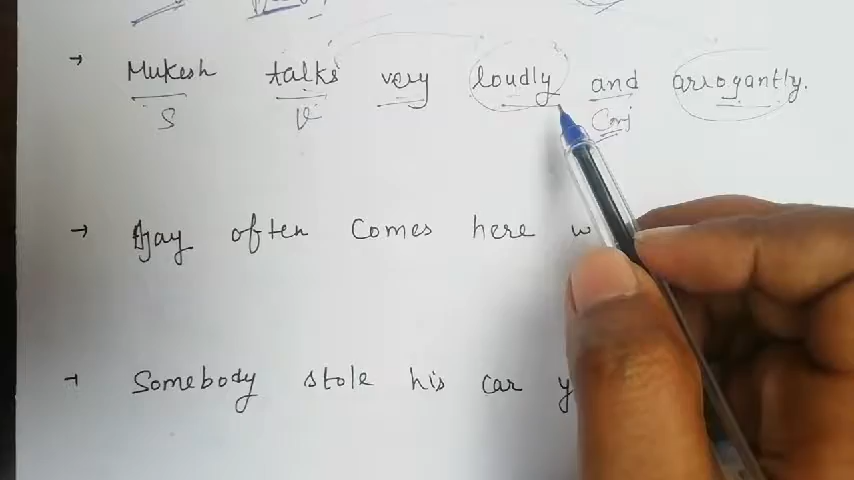 → Mukesh talks very loudly and arrogantly.
S V Conj
→ Ajay often comes here
→ Somebody stole his car